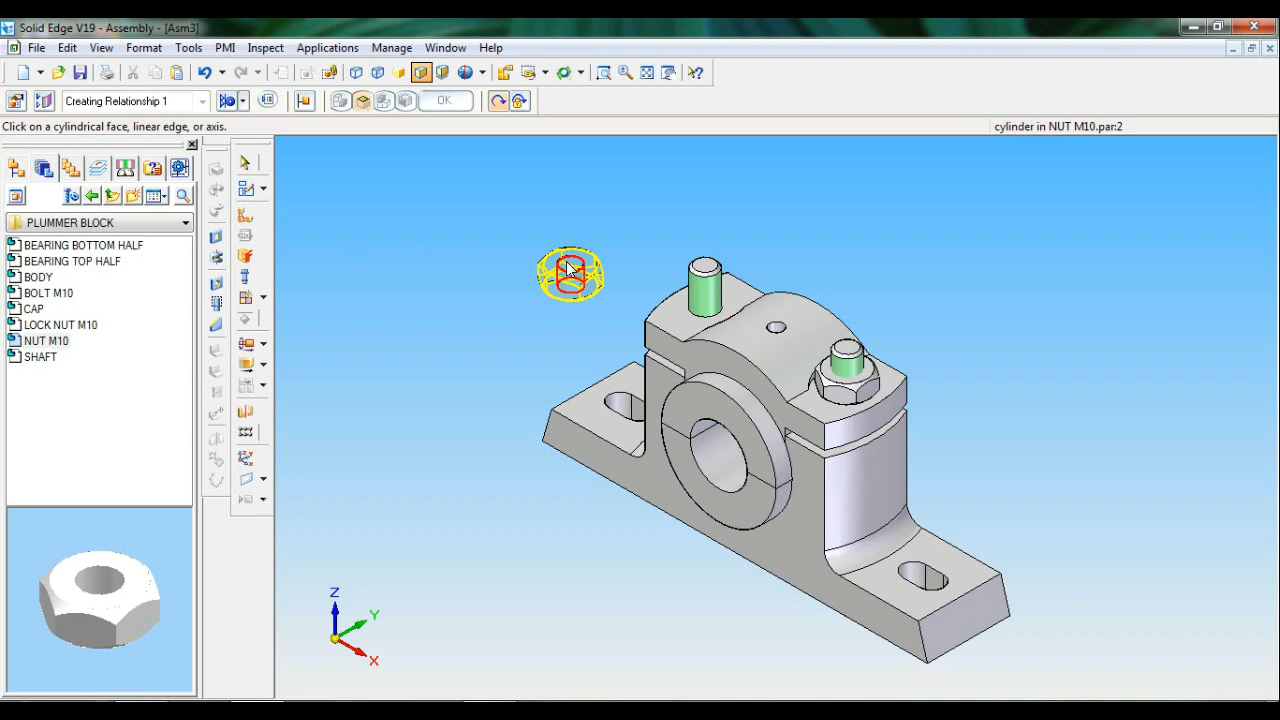 Solid Edge V19 - Assembly - [Asm3]
File Edit View Format Tools PMI Inspect Applications Manage Window Help
Creating Relationship 1
OK
Click on a cylindrical face, linear edge, or axis.
cylinder in NUT M10.par:2
PLUMMER BLOCK
BEARING BOTTOM HALF
BEARING TOP HALF
BODY
BOLT M10
CAP
LOCK NUT M10
NUT M10
SHAFT
Z
Y
X